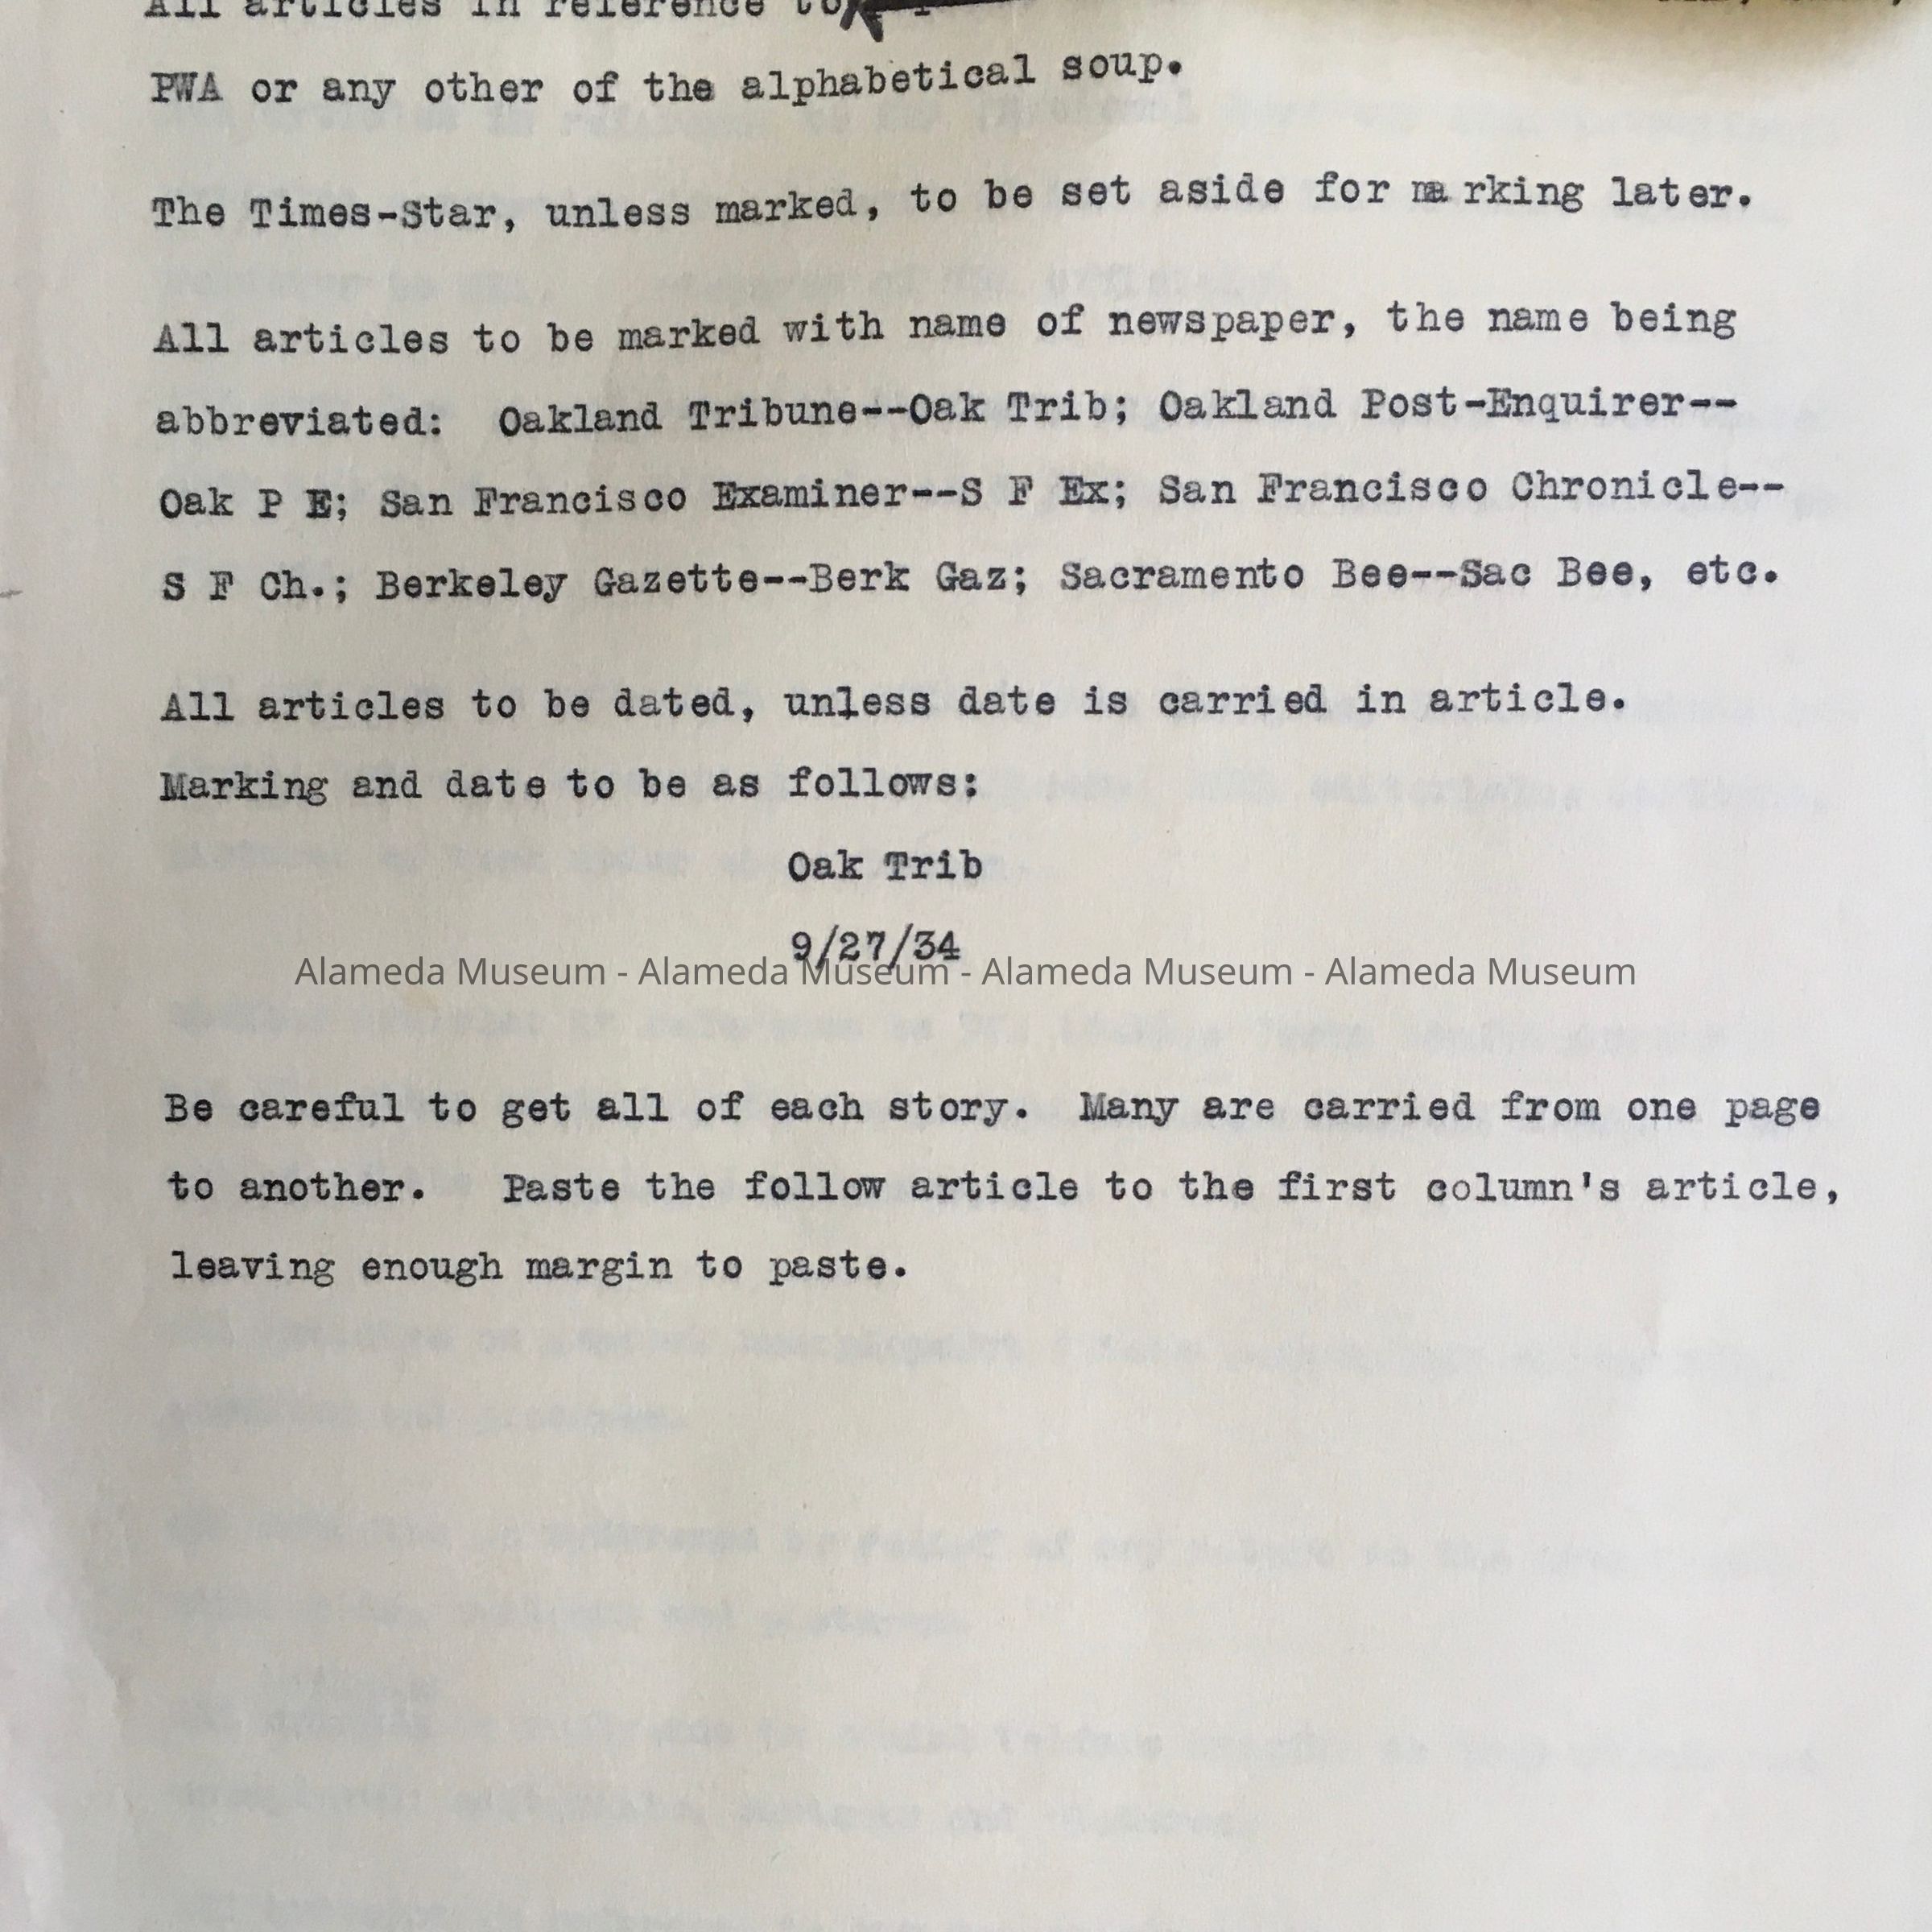 All articles in reference to
PWA or any other of the alphabetical soup.
The Times-Star, unless marked, to be set aside for marking later.
All articles to be marked with name of newspaper, the name being
abbreviated: Oakland Tribune--Oak Trib; Oakland Post-Enquirer--
Oak P E; San Francisco Examiner--S F Ex; San Francisco Chronicle--
S F Ch.; Berkeley Gazette--Berk Gaz; Sacramento Bee--Sac Bee, etc.
All articles to be dated, unless date is carried in article.
Marking and date to be as follows:
Oak Trib
9/27/34
Alameda Museum - Alameda Museum - Alameda Museum - Alameda Museum
Be careful to get all of each story. Many are carried from one page
to another. Paste the follow article to the first column's article,
leaving enough margin to paste.